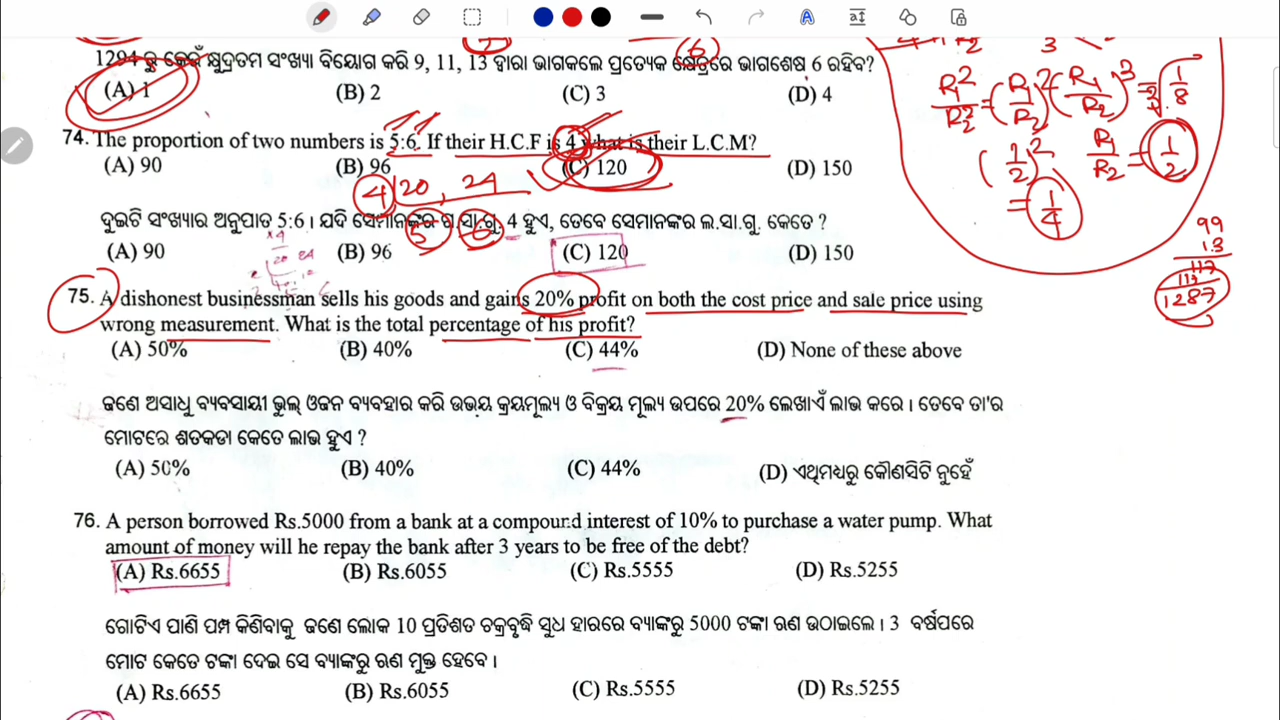 1294 ରୁ କେଉଁ କ୍ଷୁଦ୍ରତମ ସଂଖ୍ୟା ବିୟୋଗ କରି 9, 11, 13 ଦ୍ୱାରା ଭାଗକଲେ ପ୍ରତ୍ୟେକ କ୍ଷେତ୍ରରେ ଭାଗଶେଷ 6 ରହିବ?
(A) 1 (B) 2 (C) 3 (D) 4
74. The proportion of two numbers is 5:6. If their H.C.F is 4 what is their L.C.M?
(A) 90 (B) 96 (C) 120 (D) 150
4 20, 24
ଦୁଇଟି ସଂଖ୍ୟାର ଅନୁପାତ 5:6। ଯଦି ସେମାନଙ୍କର ଗ.ସା.ଗୁ. 4 ହୁଏ, ତେବେ ସେମାନଙ୍କର ଲ.ସା.ଗୁ. କେତେ ?
5 6
(A) 90 (B) 96 (C) 120 (D) 150
75. A dishonest businessman sells his goods and gains 20% profit on both the cost price and sale price using
wrong measurement. What is the total percentage of his profit?
(A) 50% (B) 40% (C) 44% (D) None of these above
ଜଣେ ଅସାଧୁ ବ୍ୟବସାୟୀ ଭୁଲ୍ ଓଜନ ବ୍ୟବହାର କରି ଉଭୟ କ୍ରୟମୂଲ୍ୟ ଓ ବିକ୍ରୟ ମୂଲ୍ୟ ଉପରେ 20% ଲେଖାଏଁ ଲାଭ କରେ। ତେବେ ତା'ର
ମୋଟରେ ଶତକଡା କେତେ ଲାଭ ହୁଏ ?
(A) 50% (B) 40% (C) 44% (D) ଏଥିମଧ୍ୟରୁ କୌଣସିଟି ନୁହେଁ
76. A person borrowed Rs.5000 from a bank at a compound interest of 10% to purchase a water pump. What
amount of money will he repay the bank after 3 years to be free of the debt?
(A) Rs.6655 (B) Rs.6055 (C) Rs.5555 (D) Rs.5255
ଗୋଟିଏ ପାଣି ପମ୍ପ କିଣିବାକୁ ଜଣେ ଲୋକ 10 ପ୍ରତିଶତ ଚକ୍ରବୃଦ୍ଧି ସୁଧ ହାରରେ ବ୍ୟାଙ୍କରୁ 5000 ଟଙ୍କା ଋଣ ଉଠାଇଲେ। 3 ବର୍ଷପରେ
ମୋଟ କେତେ ଟଙ୍କା ଦେଇ ସେ ବ୍ୟାଙ୍କରୁ ଋଣ ମୁକ୍ତ ହେବେ।
(A) Rs.6655 (B) Rs.6055 (C) Rs.5555 (D) Rs.5255
99
13
117
1287